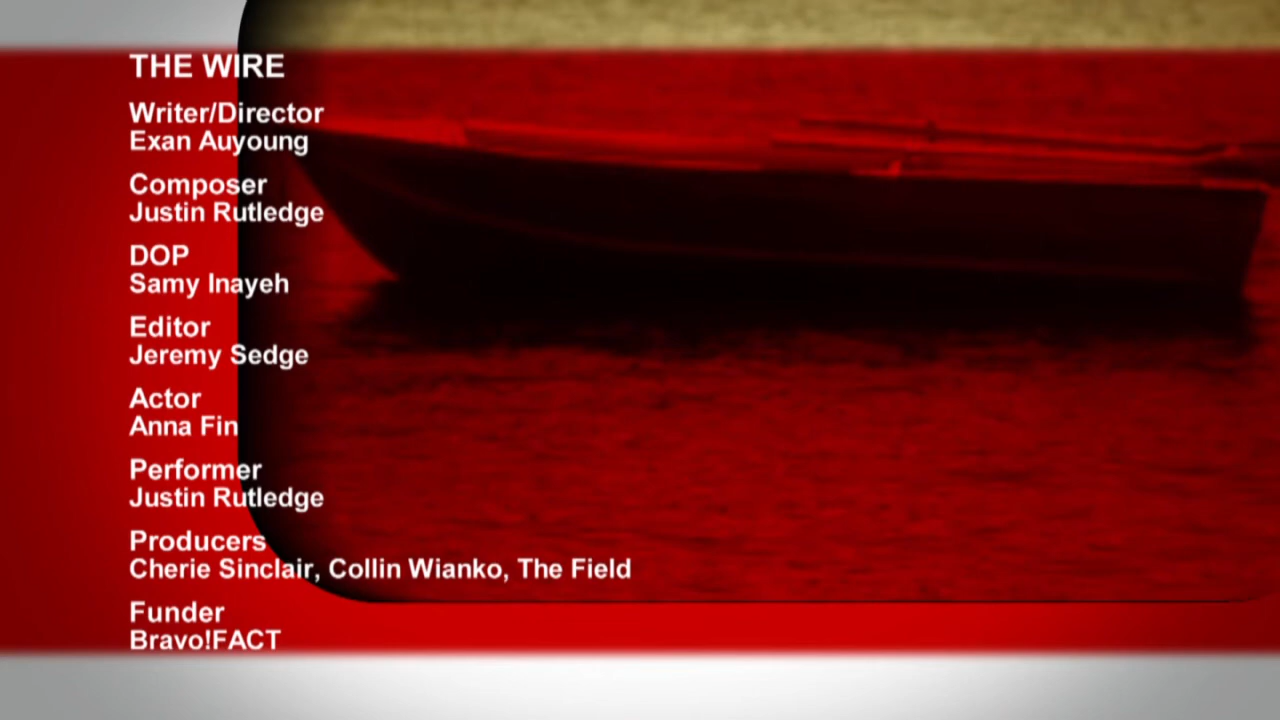 THE WIRE
Writer/Director
Exan Auyoung
Composer
Justin Rutledge
DOP
Samy Inayeh
Editor
Jeremy Sedge
Actor
Anna Fin
Performer
Justin Rutledge
Producers
Cherie Sinclair, Collin Wianko, The Field
Funder
Bravo!FACT